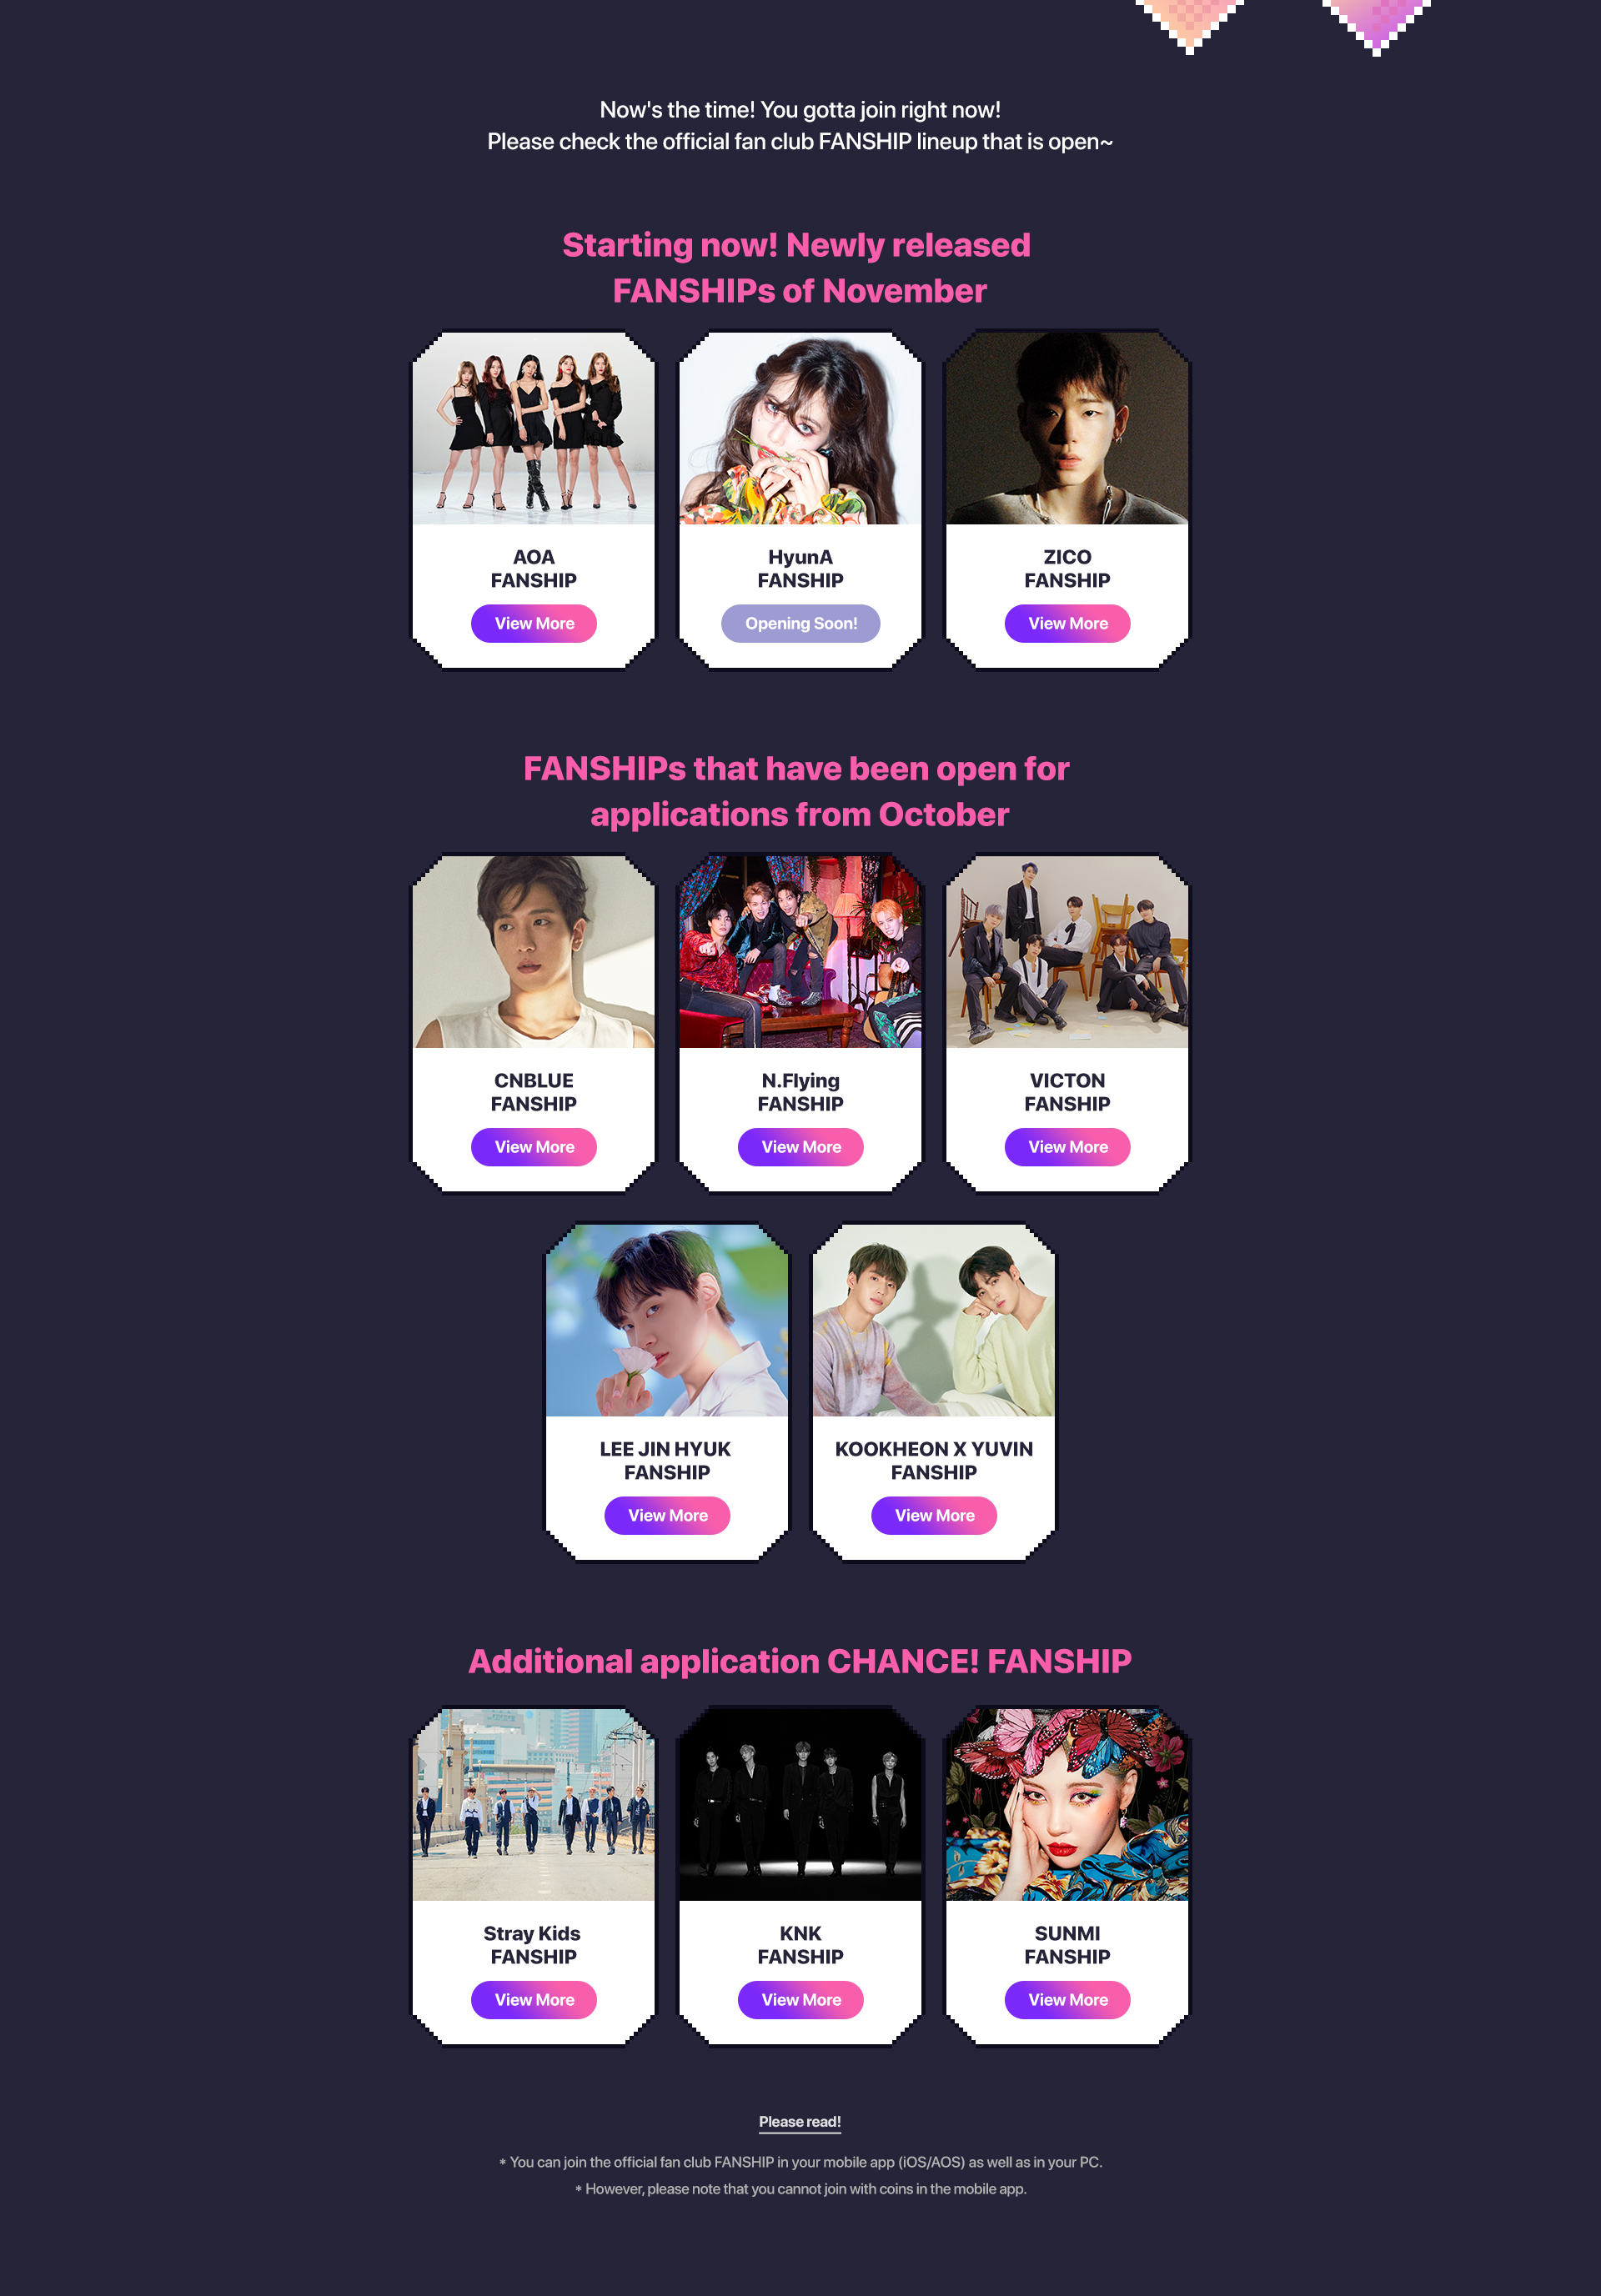 Now's the time! You gotta join right now!
Please check the official fan club FANSHIP lineup that is open~
Starting now! Newly released
FANSHIPs of November
AOA
FANSHIP
View More
HyunA
FANSHIP
Opening Soon!
ZICO
FANSHIP
View More
FANSHIPs that have been open for
applications from October
CNBLUE
FANSHIP
View More
N.Flying
FANSHIP
View More
VICTON
FANSHIP
View More
LEE JIN HYUK
FANSHIP
View More
KOOKHEON X YUVIN
FANSHIP
View More
Additional application CHANCE! FANSHIP
Stray Kids
FANSHIP
View More
KNK
FANSHIP
View More
SUNMI
FANSHIP
View More
Please read!
* You can join the official fan club FANSHIP in your mobile app (iOS/AOS) as well as in your PC.
* However, please note that you cannot join with coins in the mobile app.